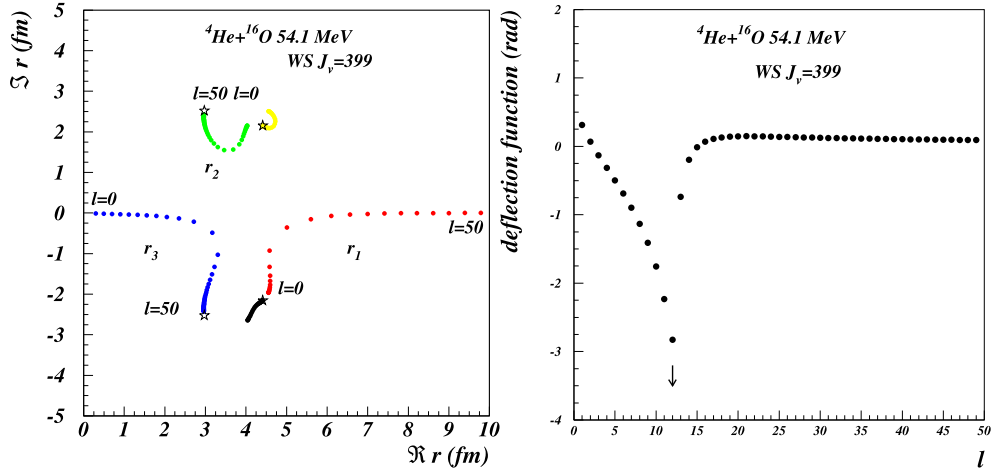 ℑ r (fm)
⁴He+¹⁶O 54.1 MeV
WS Jᵥ=399
l=50 l=0
r₂
l=0
r₃
r₁
l=50
l=0
l=50
5
4
3
2
1
0
-1
-2
-3
-4
-5
0 1 2 3 4 5 6 7 8 9 10
ℜ r (fm)
deflection function (rad)
⁴He+¹⁶O 54.1 MeV
WS Jᵥ=399
2
1
0
-1
-2
-3
-4
0 5 10 15 20 25 30 35 40 45 50
l